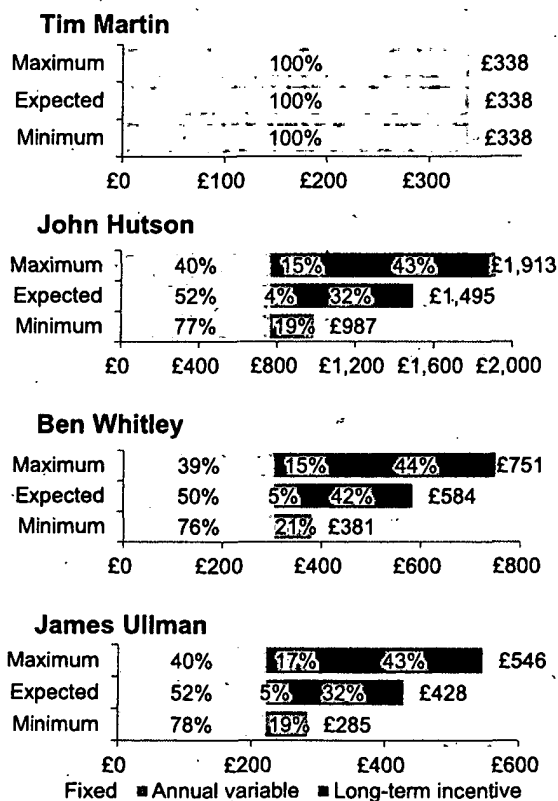 Tim Martin
Maximum 100% £338
Expected 100% £338
Minimum 100% £338
£0 £100 £200 £300
John Hutson
Maximum 40% 15% 43% £1,913
Expected 52% 4% 32% £1,495
Minimum 77% 19% £987
£0 £400 £800 £1,200 £1,600 £2,000
Ben Whitley
Maximum 39% 15% 44% £751
Expected 50% 5% 42% £584
Minimum 76% 21% £381
£0 £200 £400 £600 £800
James Ullman
Maximum 40% 17% 43% £546
Expected 52% 5% 32% £428
Minimum 78% 19% £285
£0 £200 £400 £600
Fixed Annual variable Long-term incentive